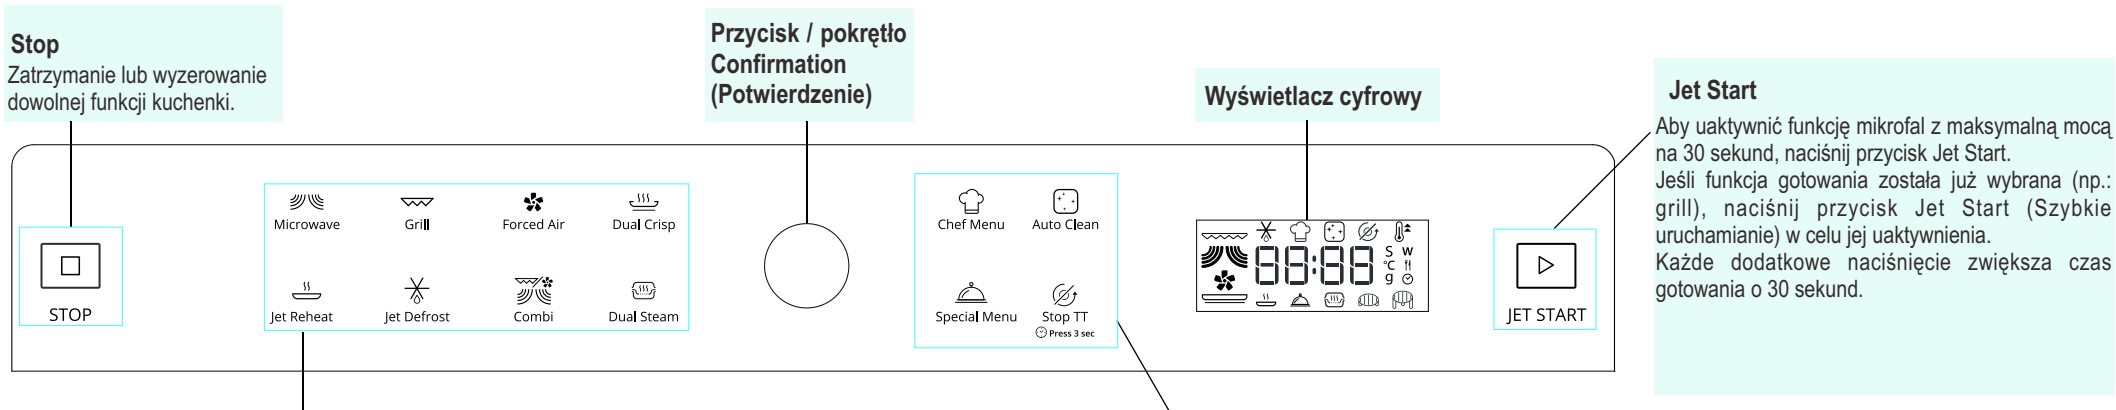 Stop
Zatrzymanie lub wyzerowanie
dowolnej funkcji kuchenki.
Przycisk / pokrętło
Confirmation
(Potwierdzenie)
Wyświetlacz cyfrowy
Jet Start
Aby uaktywnić funkcję mikrofal z maksymalną mocą
na 30 sekund, naciśnij przycisk Jet Start.
Jeśli funkcja gotowania została już wybrana (np.:
grill), naciśnij przycisk Jet Start (Szybkie
uruchamianie) w celu jej uaktywnienia.
Każde dodatkowe naciśnięcie zwiększa czas
gotowania o 30 sekund.
STOP
Microwave Grill Forced Air Dual Crisp
Jet Reheat Jet Defrost Combi Dual Steam
Chef Menu Auto Clean
Special Menu Stop TT
Press 3 sec
88:88 S W
°C
g
JET START